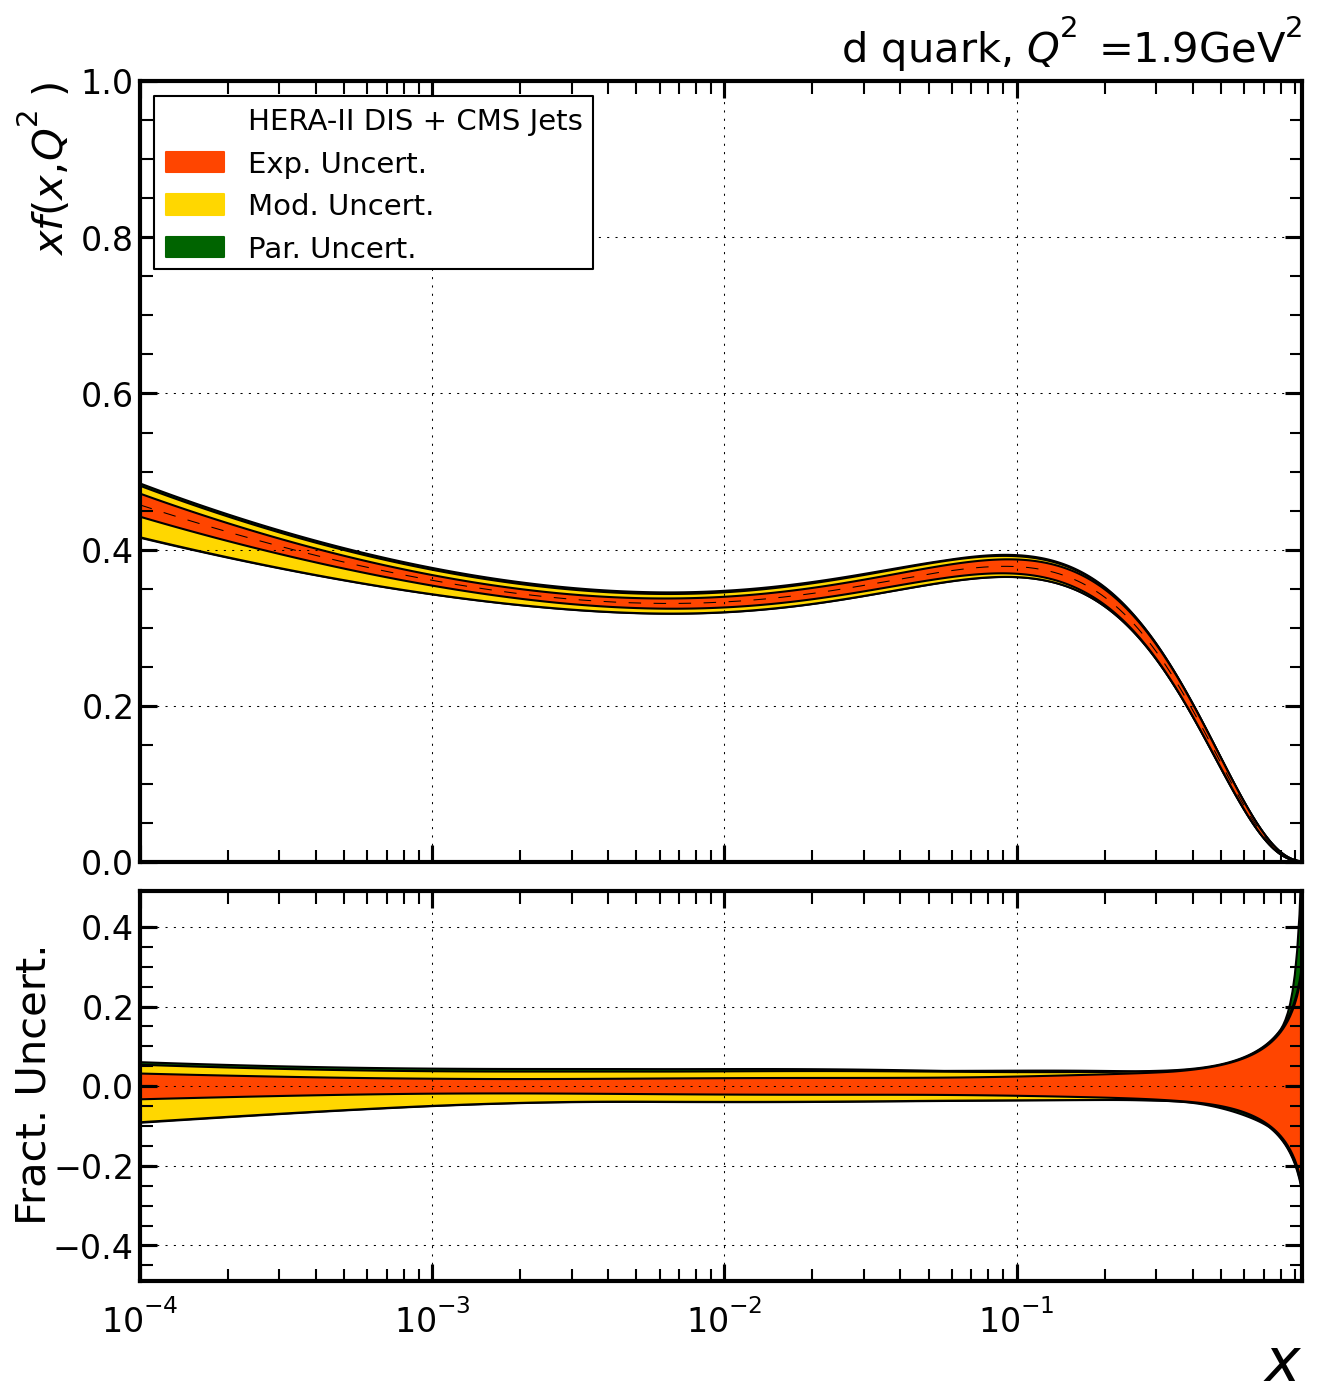 d quark, Q² =1.9GeV²
xf(x,Q²)
1.0
0.8
0.6
0.4
0.2
0.0
HERA-II DIS + CMS Jets
Exp. Uncert.
Mod. Uncert.
Par. Uncert.
Fract. Uncert.
0.4
0.2
0.0
−0.2
−0.4
10⁻⁴ 10⁻³ 10⁻² 10⁻¹
x